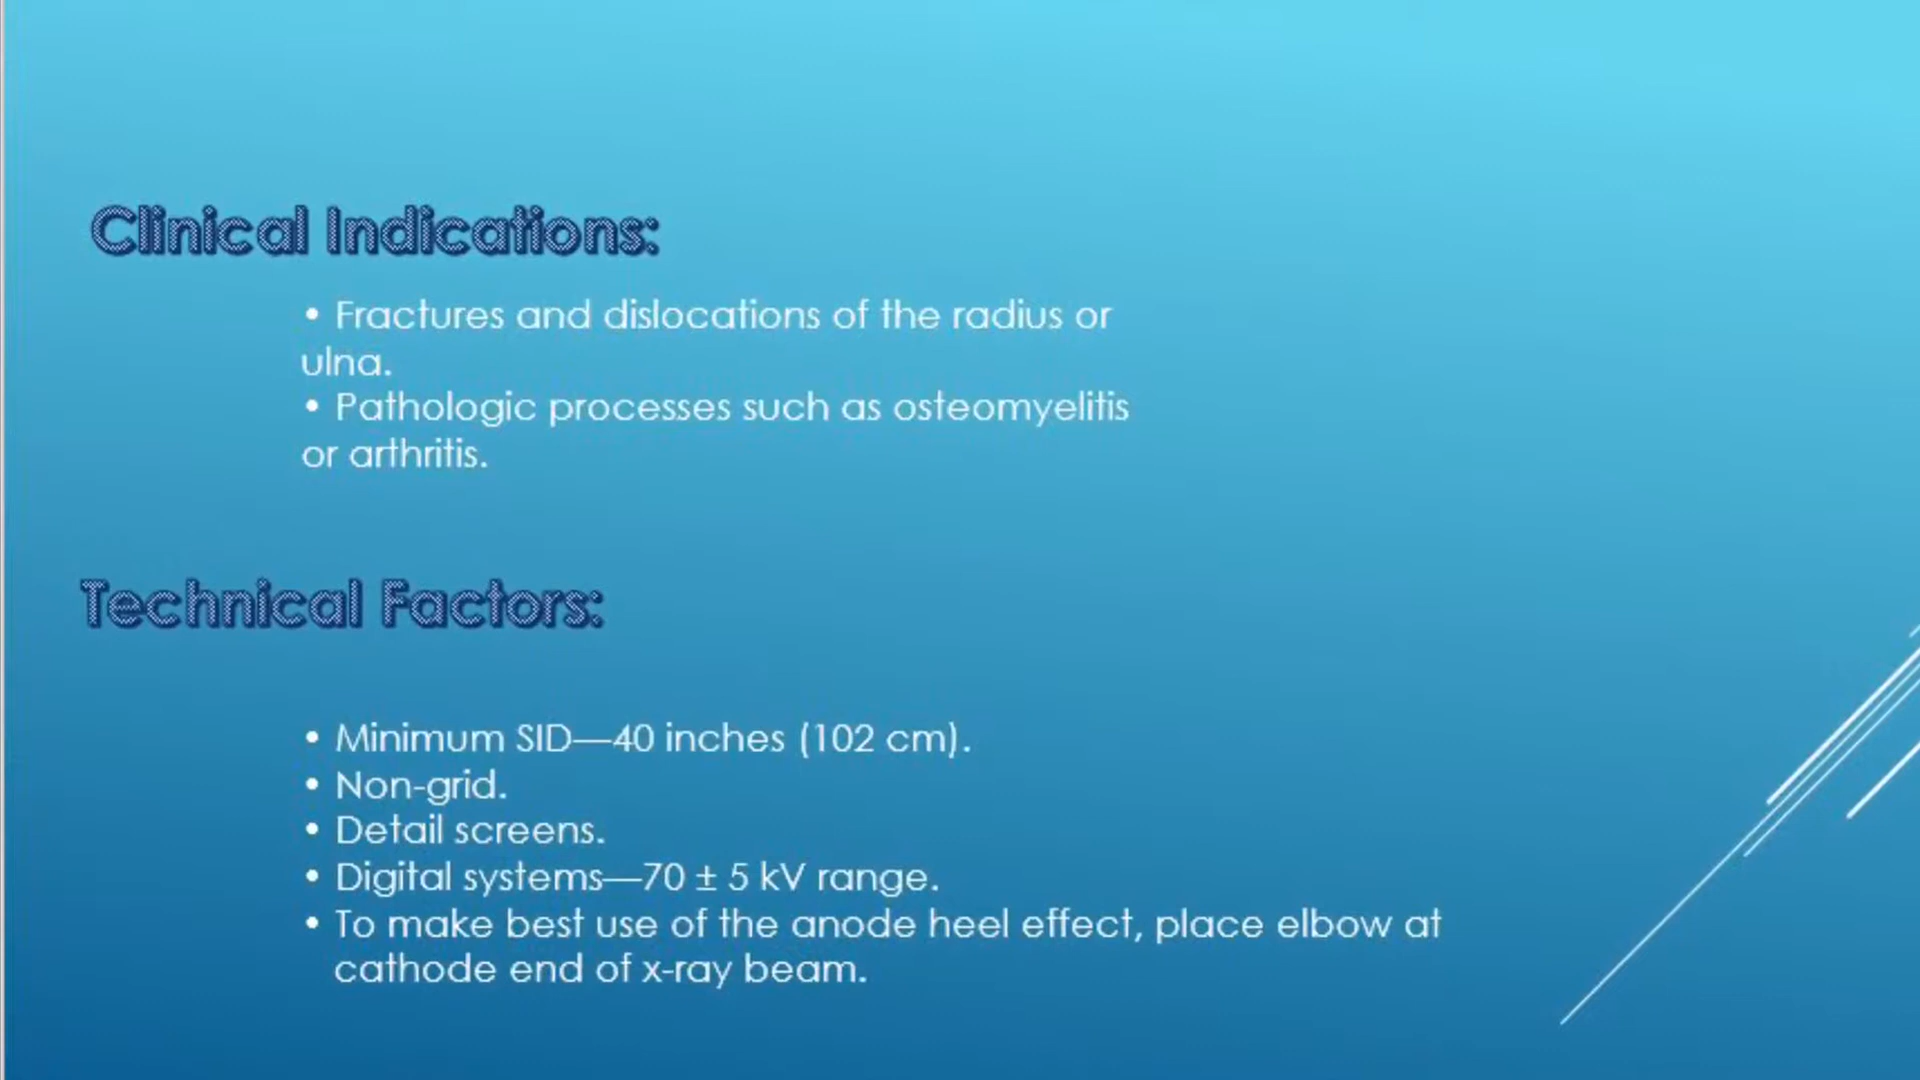 Clinical Indications:
• Fractures and dislocations of the radius or
ulna.
• Pathologic processes such as osteomyelitis
or arthritis.
Technical Factors:
• Minimum SID—40 inches (102 cm).
• Non-grid.
• Detail screens.
• Digital systems—70 ± 5 kV range.
• To make best use of the anode heel effect, place elbow at
cathode end of x-ray beam.